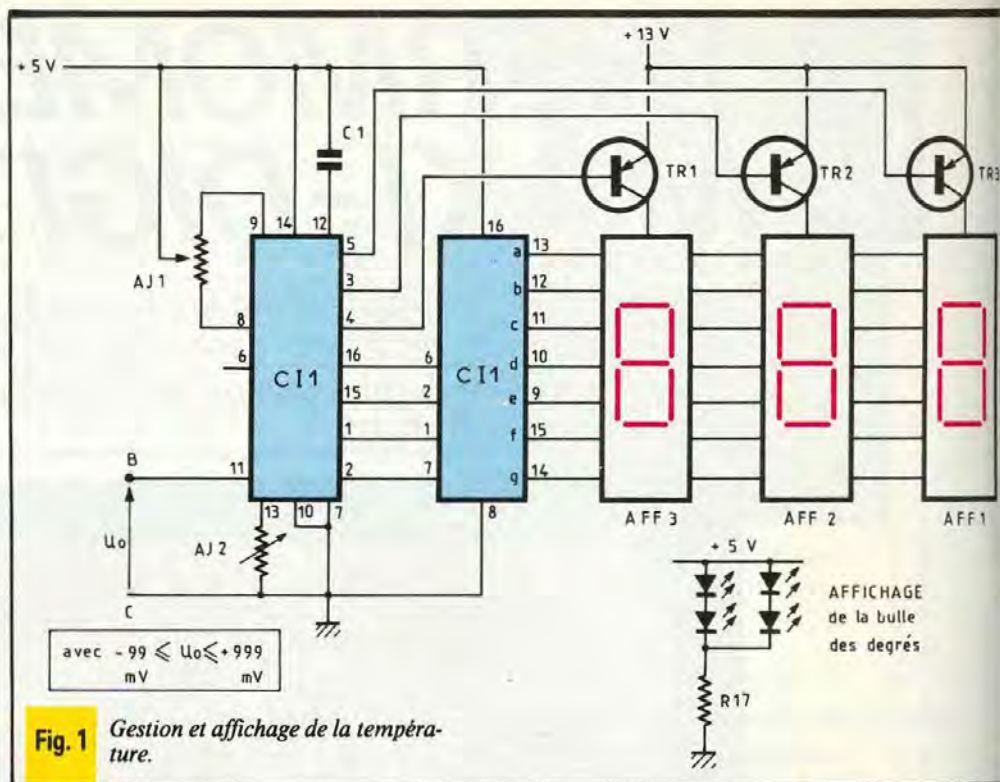 + 13 V
+ 5 V
C 1
TR1
TR2
TR3
9 14 12
16
5
a 13
3
b 12
AJ 1
4
c 11
8
16 6
d 10
6
CI1
CI1
15 2
e 9
1 1
f 15
B
11
2 7
g 14
13 10 7
8
AFF 3
AFF 2
AFF 1
Uo
AJ 2
+ 5 V
C
AFFICHAGE
de la bulle
des degrés
avec - 99 ⩽ Uo ⩽ + 999
mV mV
R17
Fig. 1 Gestion et affichage de la tempéra-
ture.